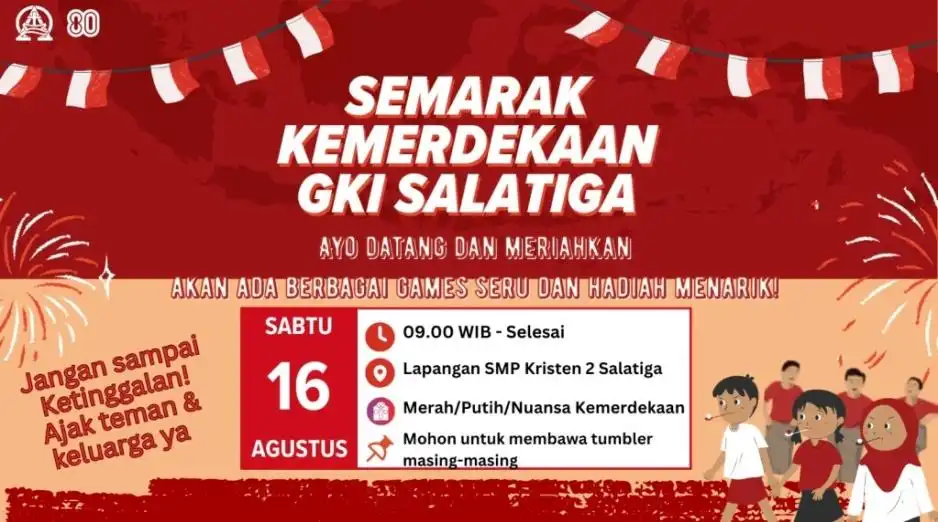 80
SEMARAK
KEMERDEKAAN
GKI SALATIGA
AYO DATANG DAN MERIAHKAN
AKAN ADA BERBAGAI GAMES SERU DAN HADIAH MENARIK!
Jangan sampai
Ketinggalan!
Ajak teman &
keluarga ya
SABTU
16
AGUSTUS
09.00 WIB - Selesai
Lapangan SMP Kristen 2 Salatiga
Merah/Putih/Nuansa Kemerdekaan
Mohon untuk membawa tumbler
masing-masing